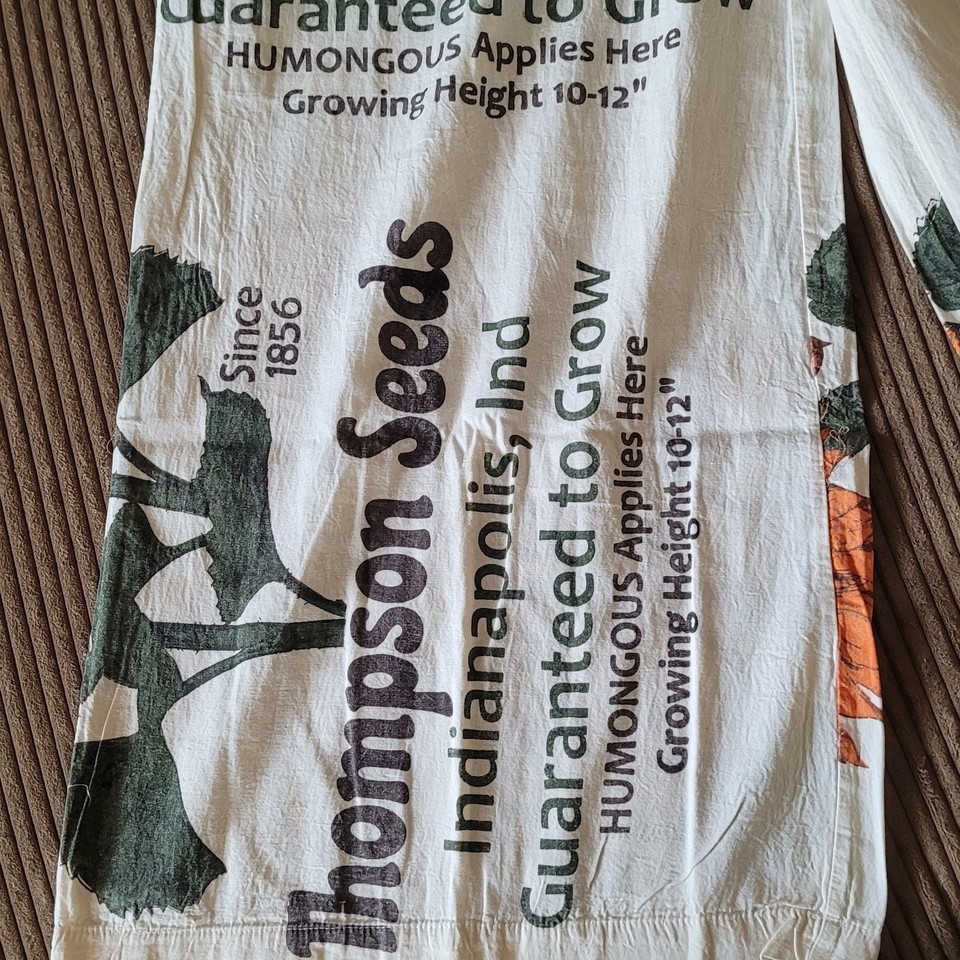 Guaranteed to Grow
HUMONGOUS Applies Here
Growing Height 10-12"
Since
1856
Thompson Seeds
Indianapolis, Ind
Guaranteed to Grow
HUMONGOUS Applies Here
Growing Height 10-12"